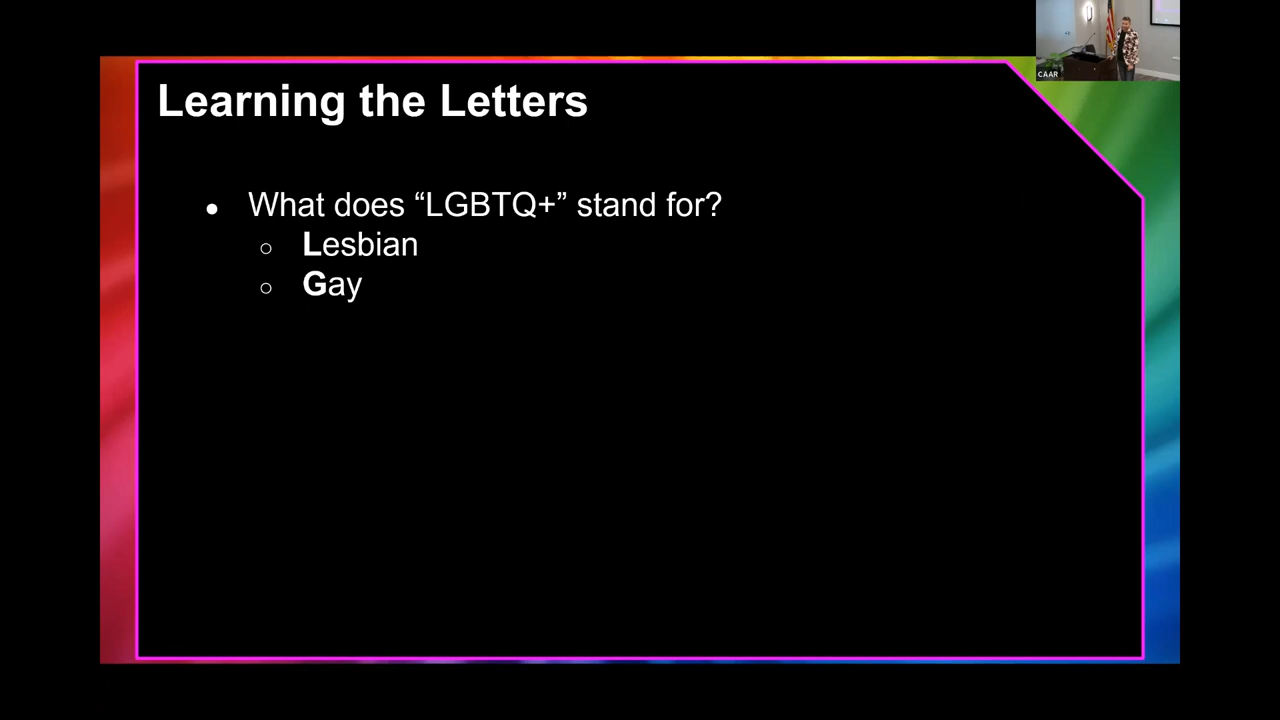 Learning the Letters
● What does “LGBTQ+” stand for?
○ Lesbian
○ Gay
CAAR